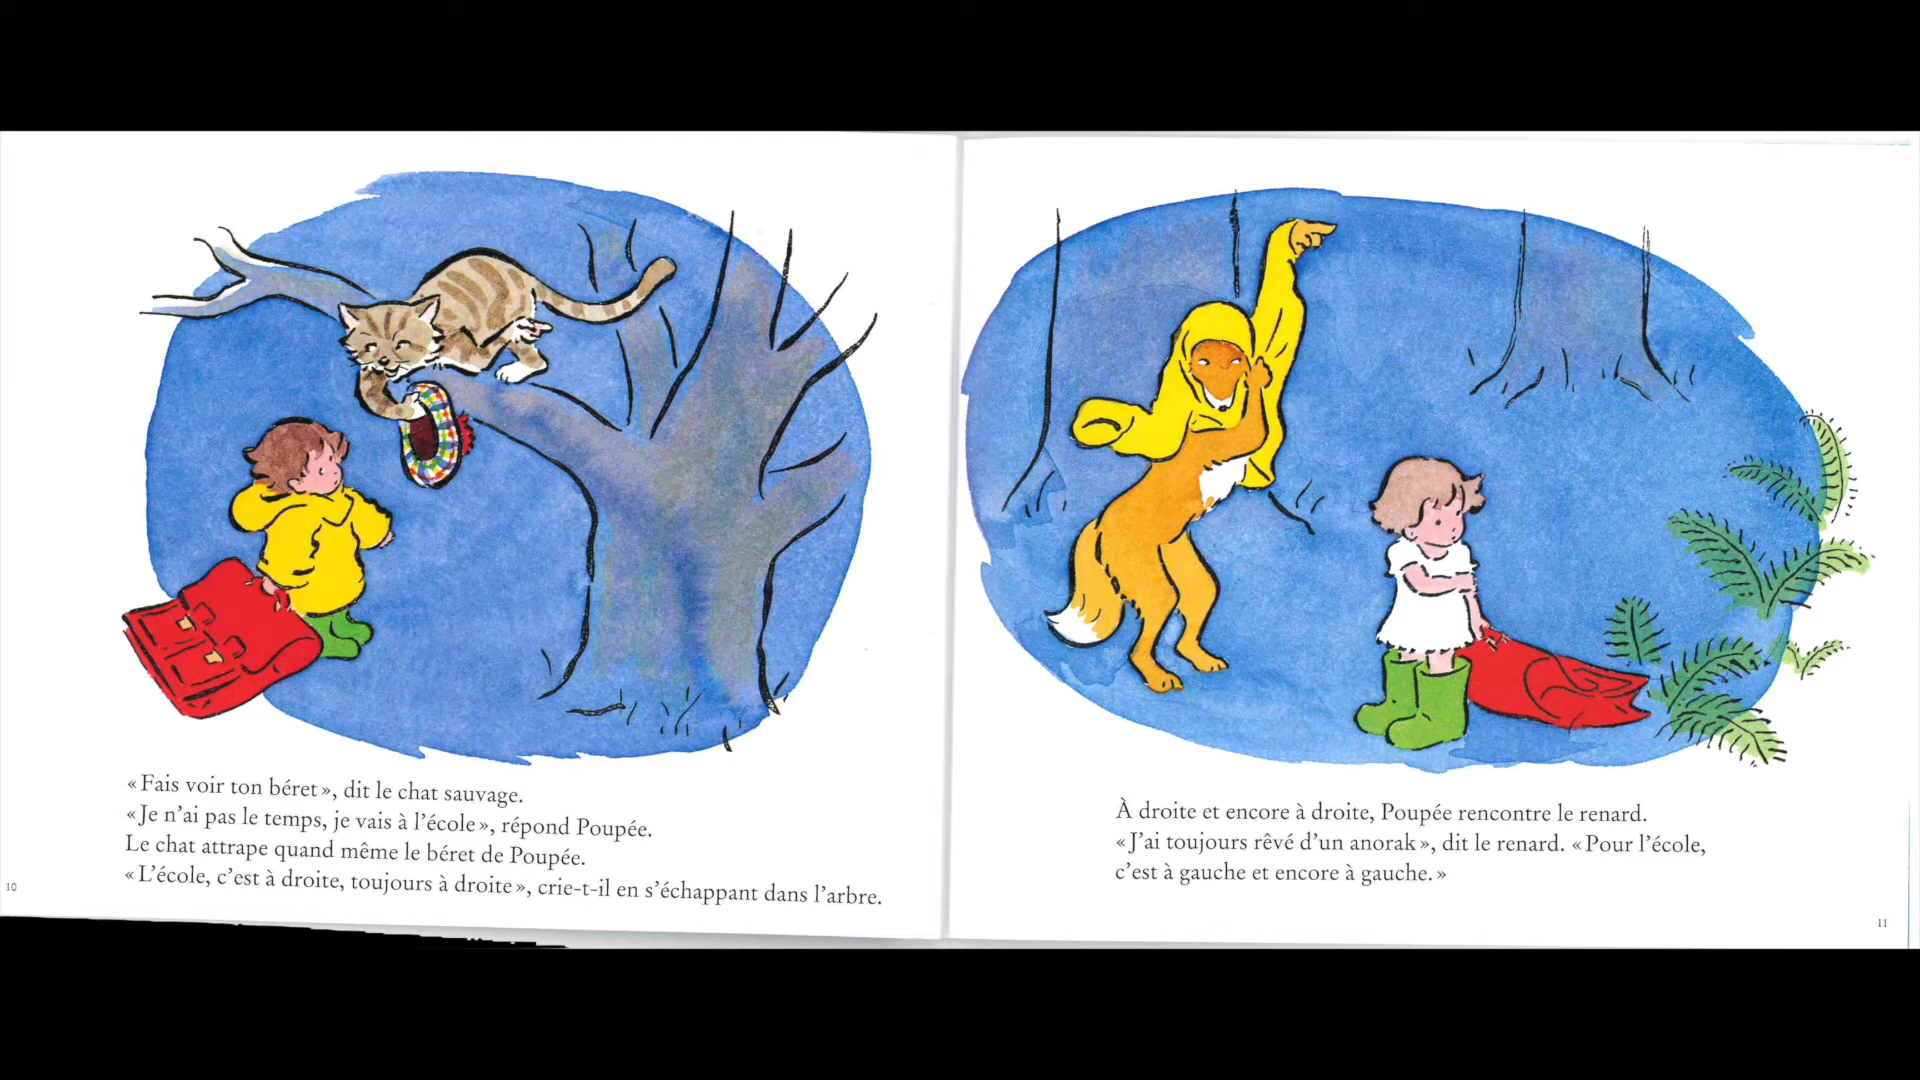 « Fais voir ton béret », dit le chat sauvage.
« Je n’ai pas le temps, je vais à l’école », répond Poupée.
Le chat attrape quand même le béret de Poupée.
« L’école, c’est à droite, toujours à droite », crie-t-il en s’échappant dans l’arbre.
10
À droite et encore à droite, Poupée rencontre le renard.
« J’ai toujours rêvé d’un anorak », dit le renard. « Pour l’école,
c’est à gauche et encore à gauche. »
11